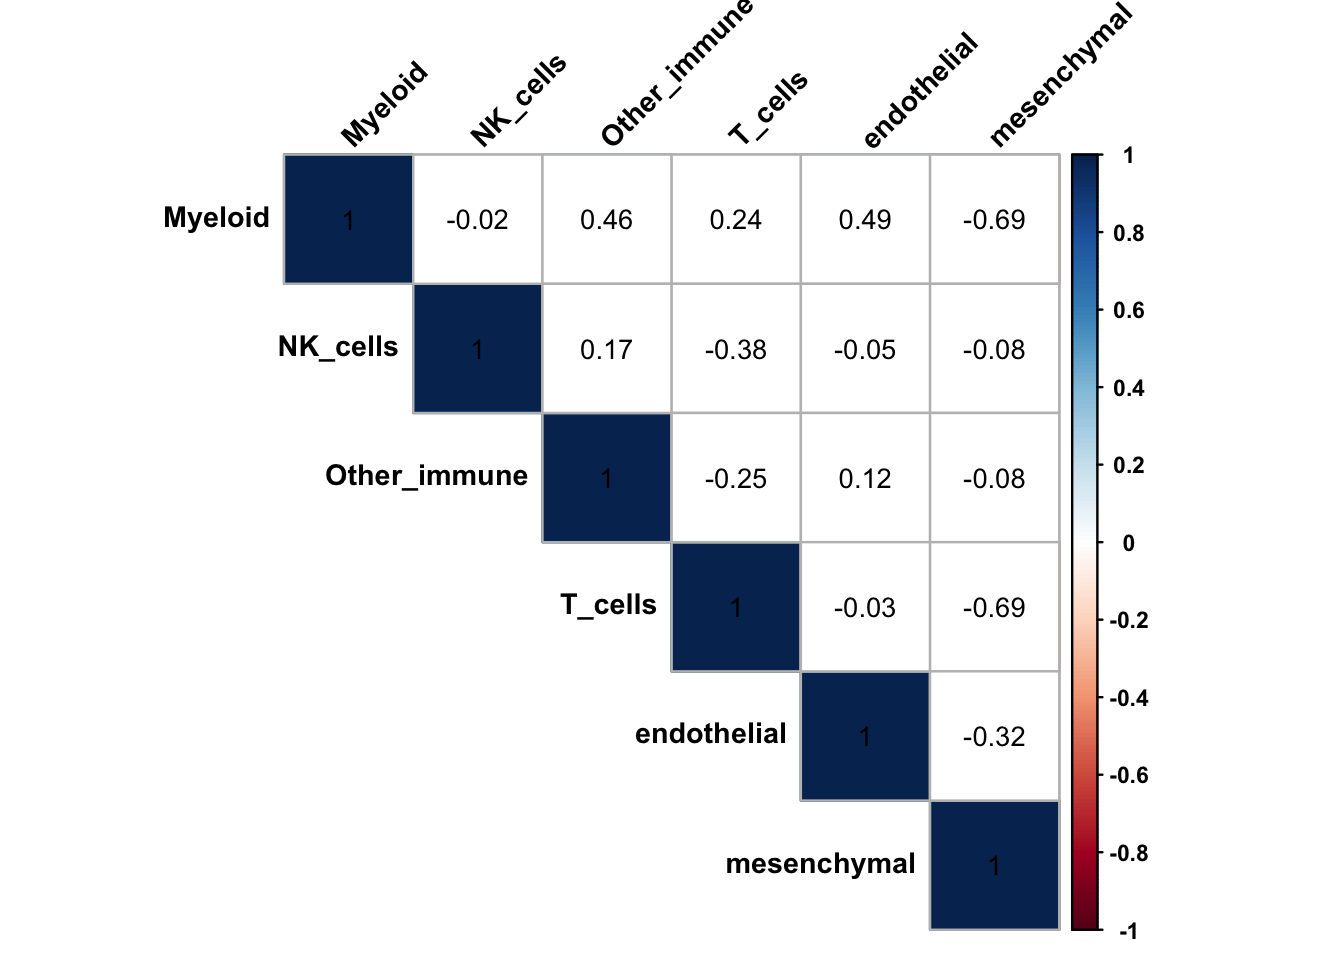 Myeloid NK_cells Other_immune T_cells endothelial mesenchymal
Myeloid 1 -0.02 0.46 0.24 0.49 -0.69
NK_cells 1 0.17 -0.38 -0.05 -0.08
Other_immune 1 -0.25 0.12 -0.08
T_cells 1 -0.03 -0.69
endothelial 1 -0.32
mesenchymal 1
1
0.8
0.6
0.4
0.2
0
-0.2
-0.4
-0.6
-0.8
-1